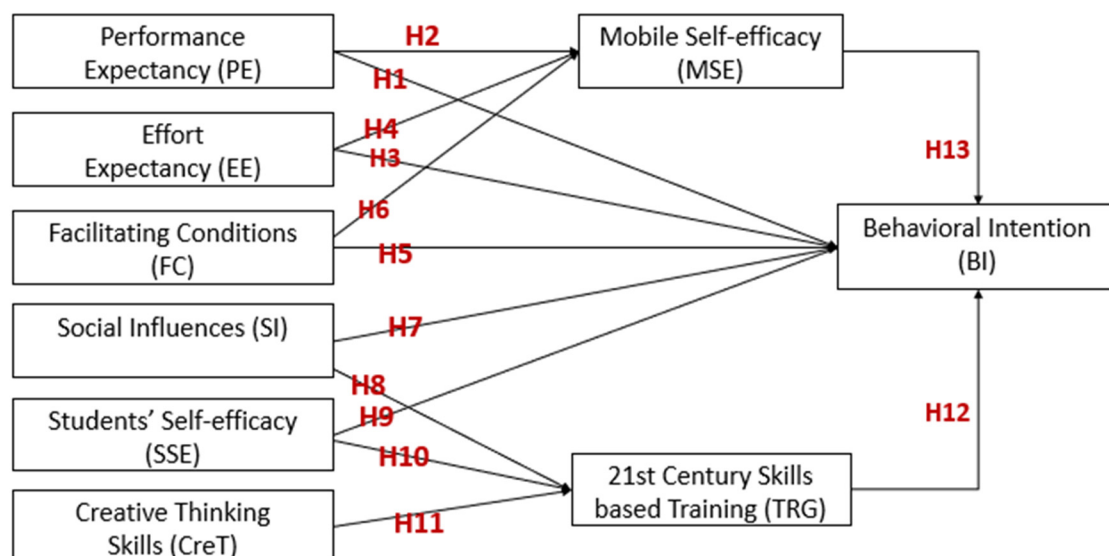 Performance
Expectancy (PE)
H2
H1
Mobile Self-efficacy
(MSE)
Effort
Expectancy (EE)
H4
H3
H13
Facilitating Conditions
(FC)
H6
H5
Behavioral Intention
(BI)
Social Influences (SI)
H7
H8
Students’ Self-efficacy
(SSE)
H9
H10
H12
21st Century Skills
based Training (TRG)
Creative Thinking
Skills (CreT)
H11